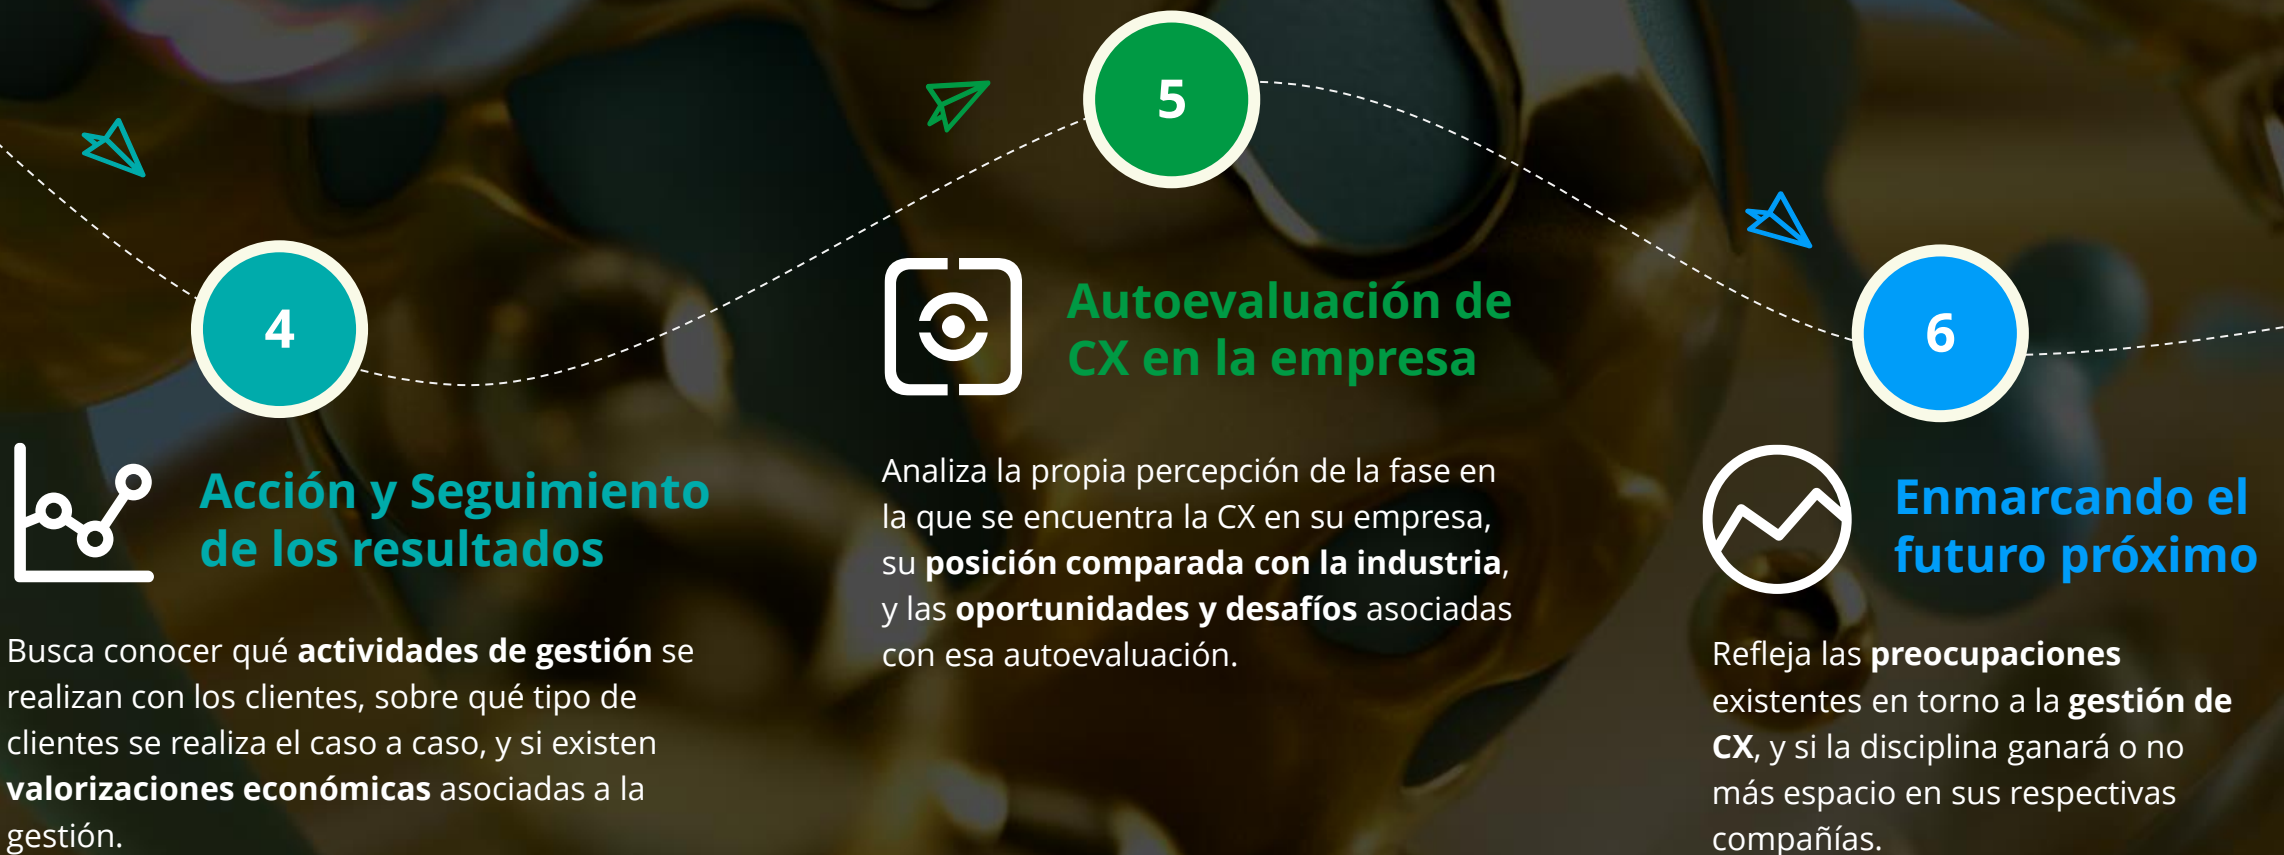 4
Acción y Seguimiento
de los resultados
Busca conocer qué actividades de gestión se
realizan con los clientes, sobre qué tipo de
clientes se realiza el caso a caso, y si existen
valorizaciones económicas asociadas a la
gestión.
5
Autoevaluación de
CX en la empresa
Analiza la propia percepción de la fase en
la que se encuentra la CX en su empresa,
su posición comparada con la industria,
y las oportunidades y desafíos asociadas
con esa autoevaluación.
6
Enmarcando el
futuro próximo
Refleja las preocupaciones
existentes en torno a la gestión de
CX, y si la disciplina ganará o no
más espacio en sus respectivas
compañías.